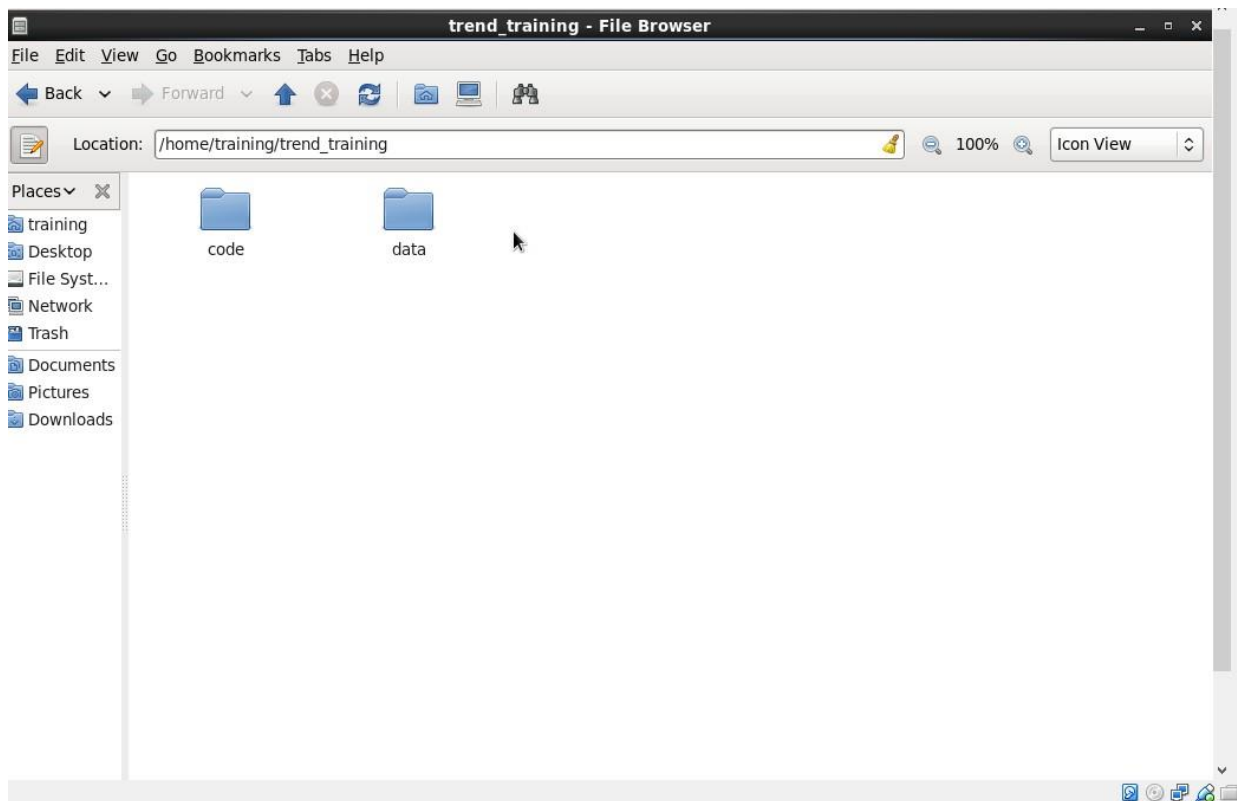 trend_training - File Browser
File Edit View Go Bookmarks Tabs Help
Back Forward
Location: /home/training/trend_training 100% Icon View
Places
training
Desktop
File Syst...
Network
Trash
Documents
Pictures
Downloads
code data